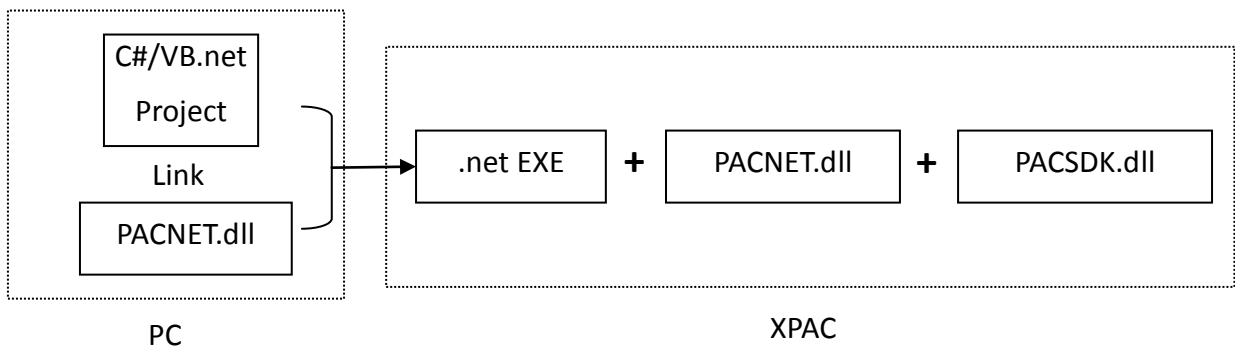 C#/VB.net
Project
Link
PACNET.dll
.net EXE
+
PACNET.dll
+
PACSDK.dll
PC
XPAC